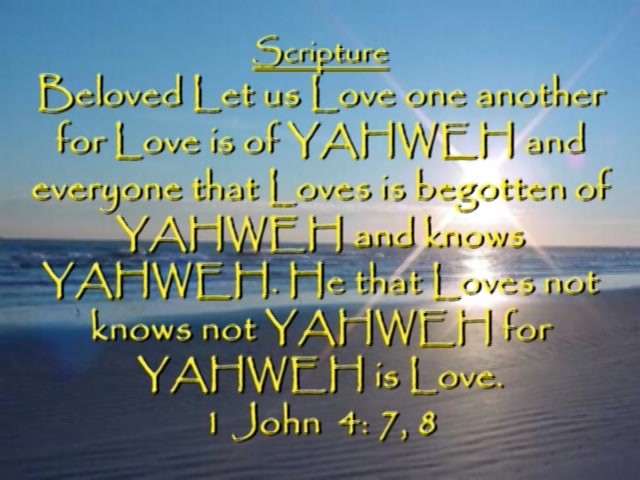 Scripture
Beloved Let us Love one another
for Love is of YAHWEH and
everyone that Loves is begotten of
YAHWEH and knows
YAHWEH. He that Loves not
knows not YAHWEH for
YAHWEH is Love.
1 John 4: 7, 8